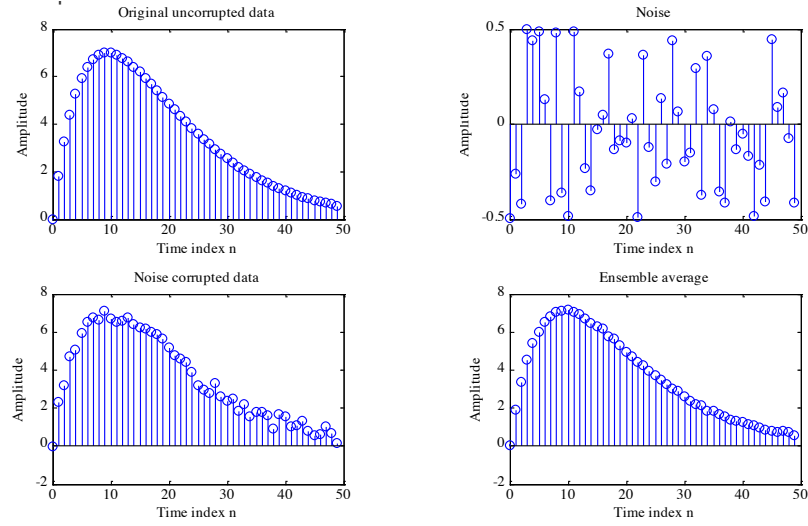 Original uncorrupted data
8
6
4
2
0
0 10 20 30 40 50
Time index n
Amplitude
Noise
0.5
0
-0.5
0 10 20 30 40 50
Time index n
Amplitude
Noise corrupted data
8
6
4
2
0
-2
0 10 20 30 40 50
Time index n
Amplitude
Ensemble average
8
6
4
2
0
-2
0 10 20 30 40 50
Time index n
Amplitude